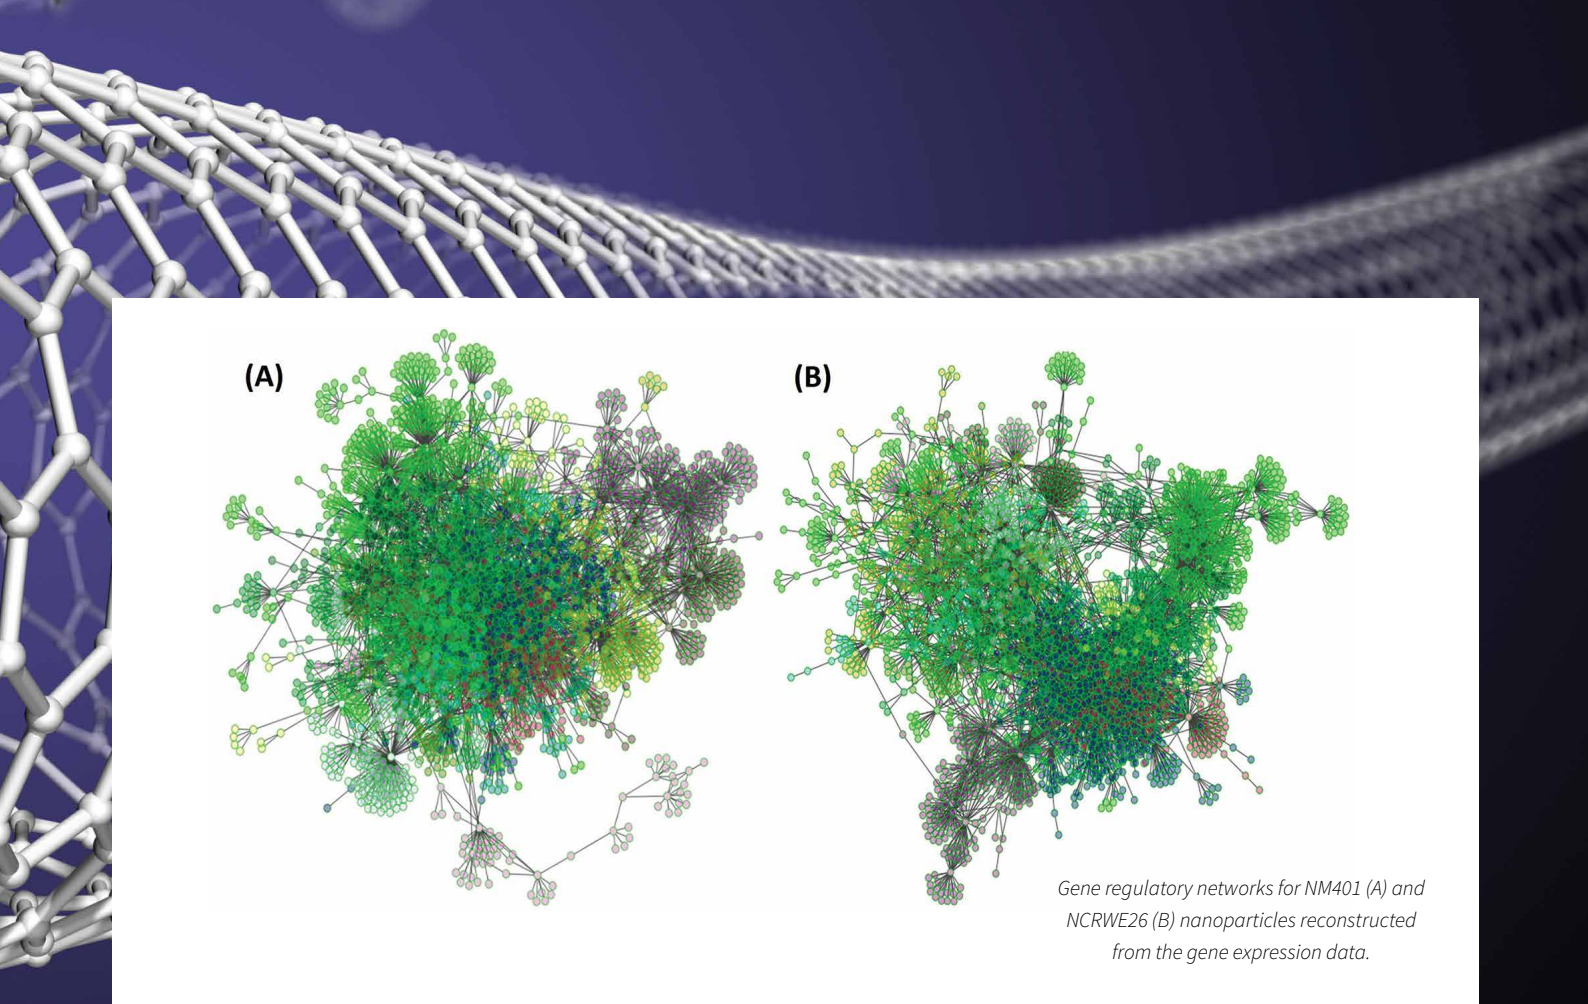 (A)
(B)
Gene regulatory networks for NM401 (A) and
NCRWE26 (B) nanoparticles reconstructed
from the gene expression data.